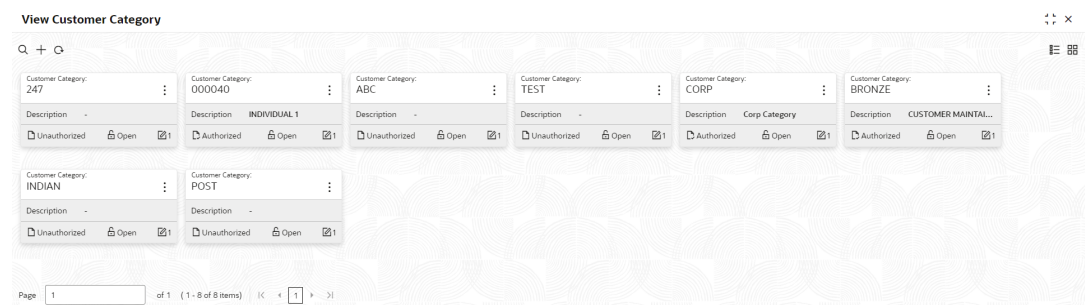 View Customer Category
Customer Category: Customer Category: Customer Category: Customer Category: Customer Category: Customer Category:
247 000040 ABC TEST CORP BRONZE
Description - Description INDIVIDUAL 1 Description - Description - Description Corp Category Description CUSTOMER MAINTAI...
Unauthorized Open 1 Authorized Open 1 Unauthorized Open 1 Unauthorized Open 1 Authorized Open 1 Authorized Open 1
Customer Category: Customer Category:
INDIAN POST
Description - Description -
Unauthorized Open 1 Unauthorized Open 1
Page 1 of 1 (1 - 8 of 8 items) 1